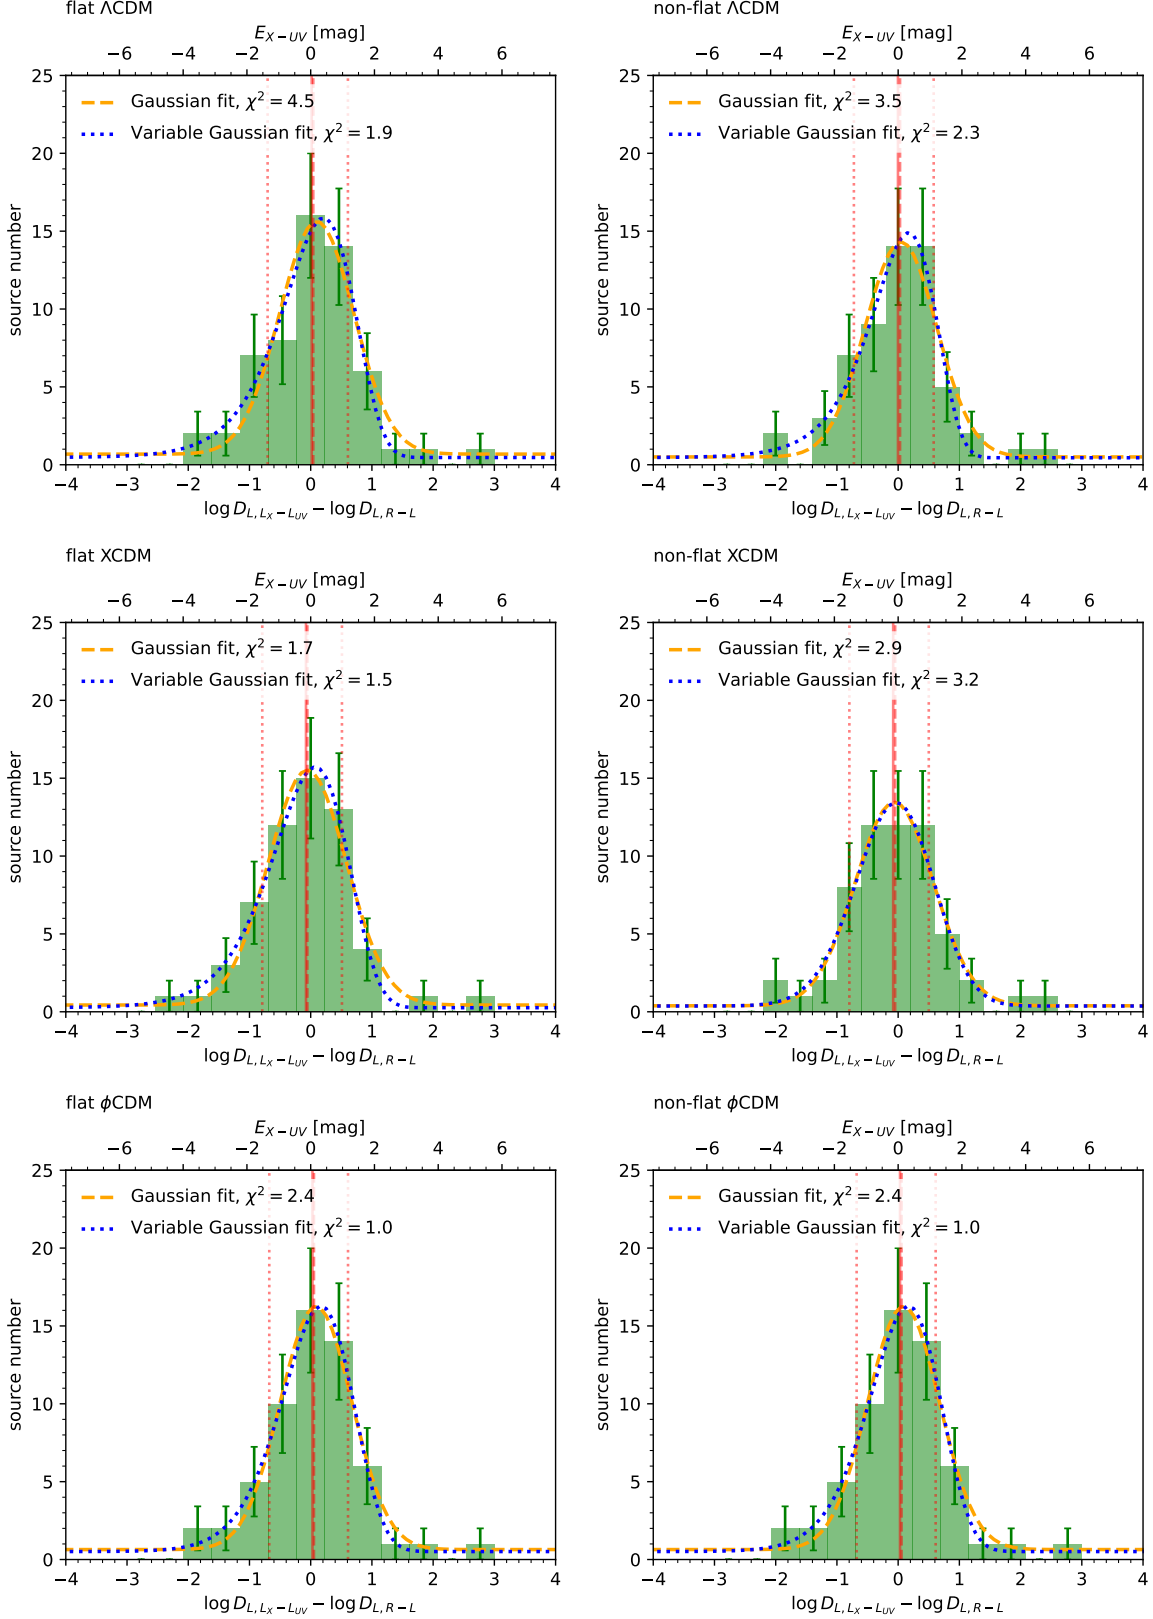 flat ΛCDM
E_{X−UV} [mag]
−6 −4 −2 0 2 4 6
25
20
15
10
5
0
source number
Gaussian fit, χ² = 4.5
Variable Gaussian fit, χ² = 1.9
−4 −3 −2 −1 0 1 2 3 4
log D_{L, L_X−L_{UV}} − log D_{L, R−L}
non-flat ΛCDM
E_{X−UV} [mag]
−6 −4 −2 0 2 4 6
25
20
15
10
5
0
source number
Gaussian fit, χ² = 3.5
Variable Gaussian fit, χ² = 2.3
−4 −3 −2 −1 0 1 2 3 4
log D_{L, L_X−L_{UV}} − log D_{L, R−L}
flat XCDM
E_{X−UV} [mag]
−6 −4 −2 0 2 4 6
25
20
15
10
5
0
source number
Gaussian fit, χ² = 1.7
Variable Gaussian fit, χ² = 1.5
−4 −3 −2 −1 0 1 2 3 4
log D_{L, L_X−L_{UV}} − log D_{L, R−L}
non-flat XCDM
E_{X−UV} [mag]
−6 −4 −2 0 2 4 6
25
20
15
10
5
0
source number
Gaussian fit, χ² = 2.9
Variable Gaussian fit, χ² = 3.2
−4 −3 −2 −1 0 1 2 3 4
log D_{L, L_X−L_{UV}} − log D_{L, R−L}
flat ϕCDM
E_{X−UV} [mag]
−6 −4 −2 0 2 4 6
25
20
15
10
5
0
source number
Gaussian fit, χ² = 2.4
Variable Gaussian fit, χ² = 1.0
−4 −3 −2 −1 0 1 2 3 4
log D_{L, L_X−L_{UV}} − log D_{L, R−L}
non-flat ϕCDM
E_{X−UV} [mag]
−6 −4 −2 0 2 4 6
25
20
15
10
5
0
source number
Gaussian fit, χ² = 2.4
Variable Gaussian fit, χ² = 1.0
−4 −3 −2 −1 0 1 2 3 4
log D_{L, L_X−L_{UV}} − log D_{L, R−L}